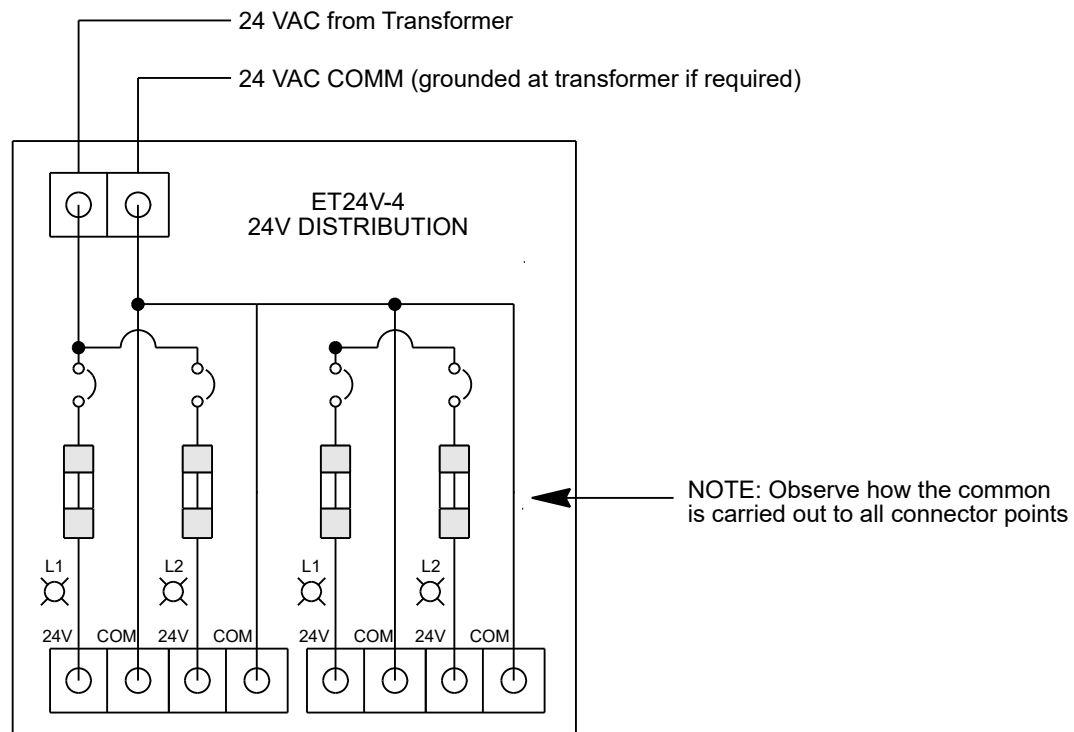 24 VAC from Transformer
24 VAC COMM (grounded at transformer if required)
ET24V-4
24V DISTRIBUTION
NOTE: Observe how the common
is carried out to all connector points
L1 L2 L1 L2
24V COM 24V COM 24V COM 24V COM